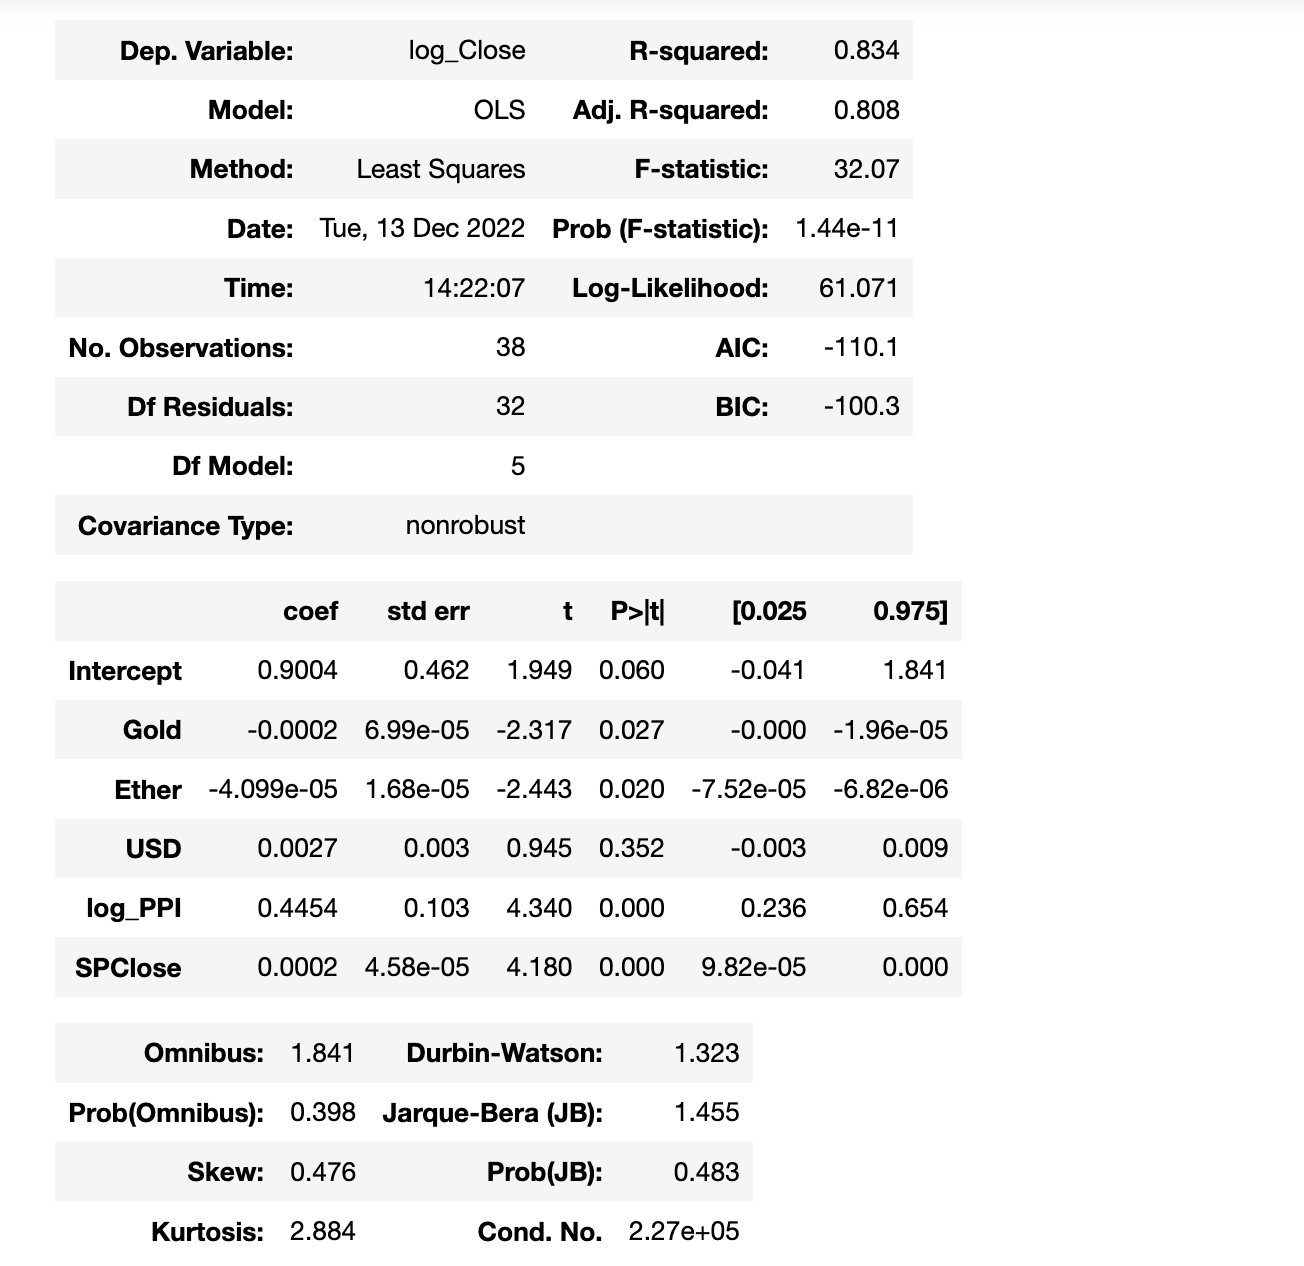 Dep. Variable: log_Close R-squared: 0.834
Model: OLS Adj. R-squared: 0.808
Method: Least Squares F-statistic: 32.07
Date: Tue, 13 Dec 2022 Prob (F-statistic): 1.44e-11
Time: 14:22:07 Log-Likelihood: 61.071
No. Observations: 38 AIC: -110.1
Df Residuals: 32 BIC: -100.3
Df Model: 5
Covariance Type: nonrobust
coef std err t P>|t| [0.025 0.975]
Intercept 0.9004 0.462 1.949 0.060 -0.041 1.841
Gold -0.0002 6.99e-05 -2.317 0.027 -0.000 -1.96e-05
Ether -4.099e-05 1.68e-05 -2.443 0.020 -7.52e-05 -6.82e-06
USD 0.0027 0.003 0.945 0.352 -0.003 0.009
log_PPI 0.4454 0.103 4.340 0.000 0.236 0.654
SPClose 0.0002 4.58e-05 4.180 0.000 9.82e-05 0.000
Omnibus: 1.841 Durbin-Watson: 1.323
Prob(Omnibus): 0.398 Jarque-Bera (JB): 1.455
Skew: 0.476 Prob(JB): 0.483
Kurtosis: 2.884 Cond. No. 2.27e+05